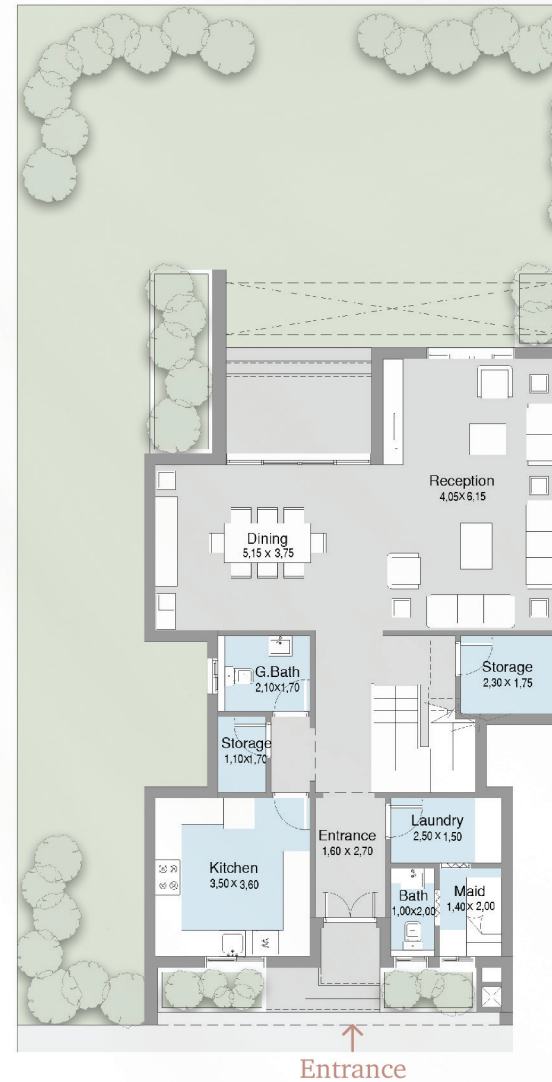 Reception
4,05x 6,15
Dining
5,15 x 3,75
G.Bath
2,10x1,70
Storage
2,30 x 1,75
Storage
1,10x1,70
Laundry
2,50 x 1,50
Entrance
1,60 x 2,70
Kitchen
3,50 x 3,60
Bath
1,00x2,00
Maid
1,40 x 2,00
Entrance